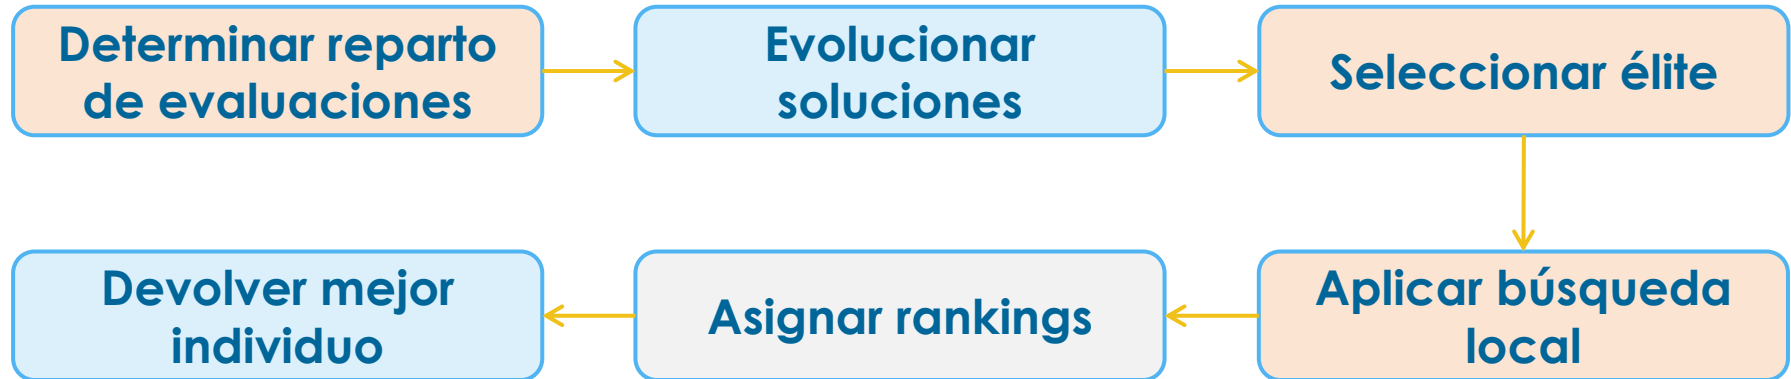 Determinar reparto
de evaluaciones
Evolucionar
soluciones
Seleccionar élite
Aplicar búsqueda
local
Asignar rankings
Devolver mejor
individuo